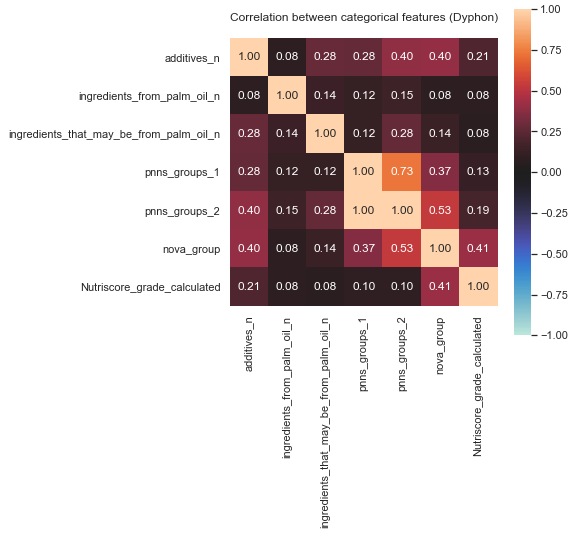 Correlation between categorical features (Dyphon)
additives_n 1.00 0.08 0.28 0.28 0.40 0.40 0.21
ingredients_from_palm_oil_n 0.08 1.00 0.14 0.12 0.15 0.08 0.08
ingredients_that_may_be_from_palm_oil_n 0.28 0.14 1.00 0.12 0.28 0.14 0.08
pnns_groups_1 0.28 0.12 0.12 1.00 0.73 0.37 0.13
pnns_groups_2 0.40 0.15 0.28 1.00 1.00 0.53 0.19
nova_group 0.40 0.08 0.14 0.37 0.53 1.00 0.41
Nutriscore_grade_calculated 0.21 0.08 0.08 0.10 0.10 0.41 1.00
additives_n
ingredients_from_palm_oil_n
ingredients_that_may_be_from_palm_oil_n
pnns_groups_1
pnns_groups_2
nova_group
Nutriscore_grade_calculated
1.00
0.75
0.50
0.25
0.00
−0.25
−0.50
−0.75
−1.00